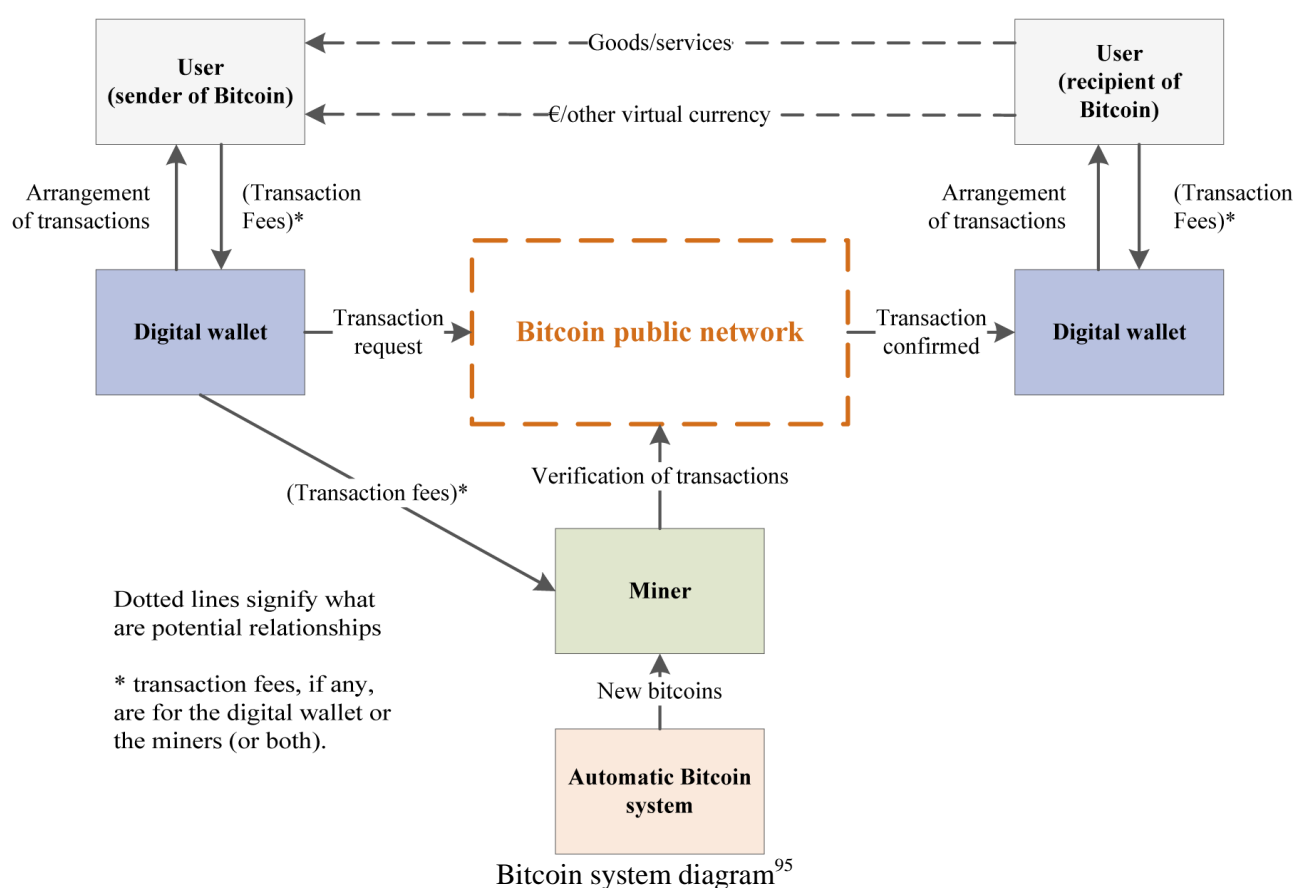 Goods/services
User
(sender of Bitcoin)
User
(recipient of
Bitcoin)
€/other virtual currency
Arrangement
of transactions
(Transaction
Fees)*
Arrangement
of transactions
(Transaction
Fees)*
Digital wallet
Transaction
request
Bitcoin public network
Transaction
confirmed
Digital wallet
Verification of transactions
(Transaction fees)*
Miner
Dotted lines signify what
are potential relationships
* transaction fees, if any,
are for the digital wallet or
the miners (or both).
New bitcoins
Automatic Bitcoin
system
Bitcoin system diagram95